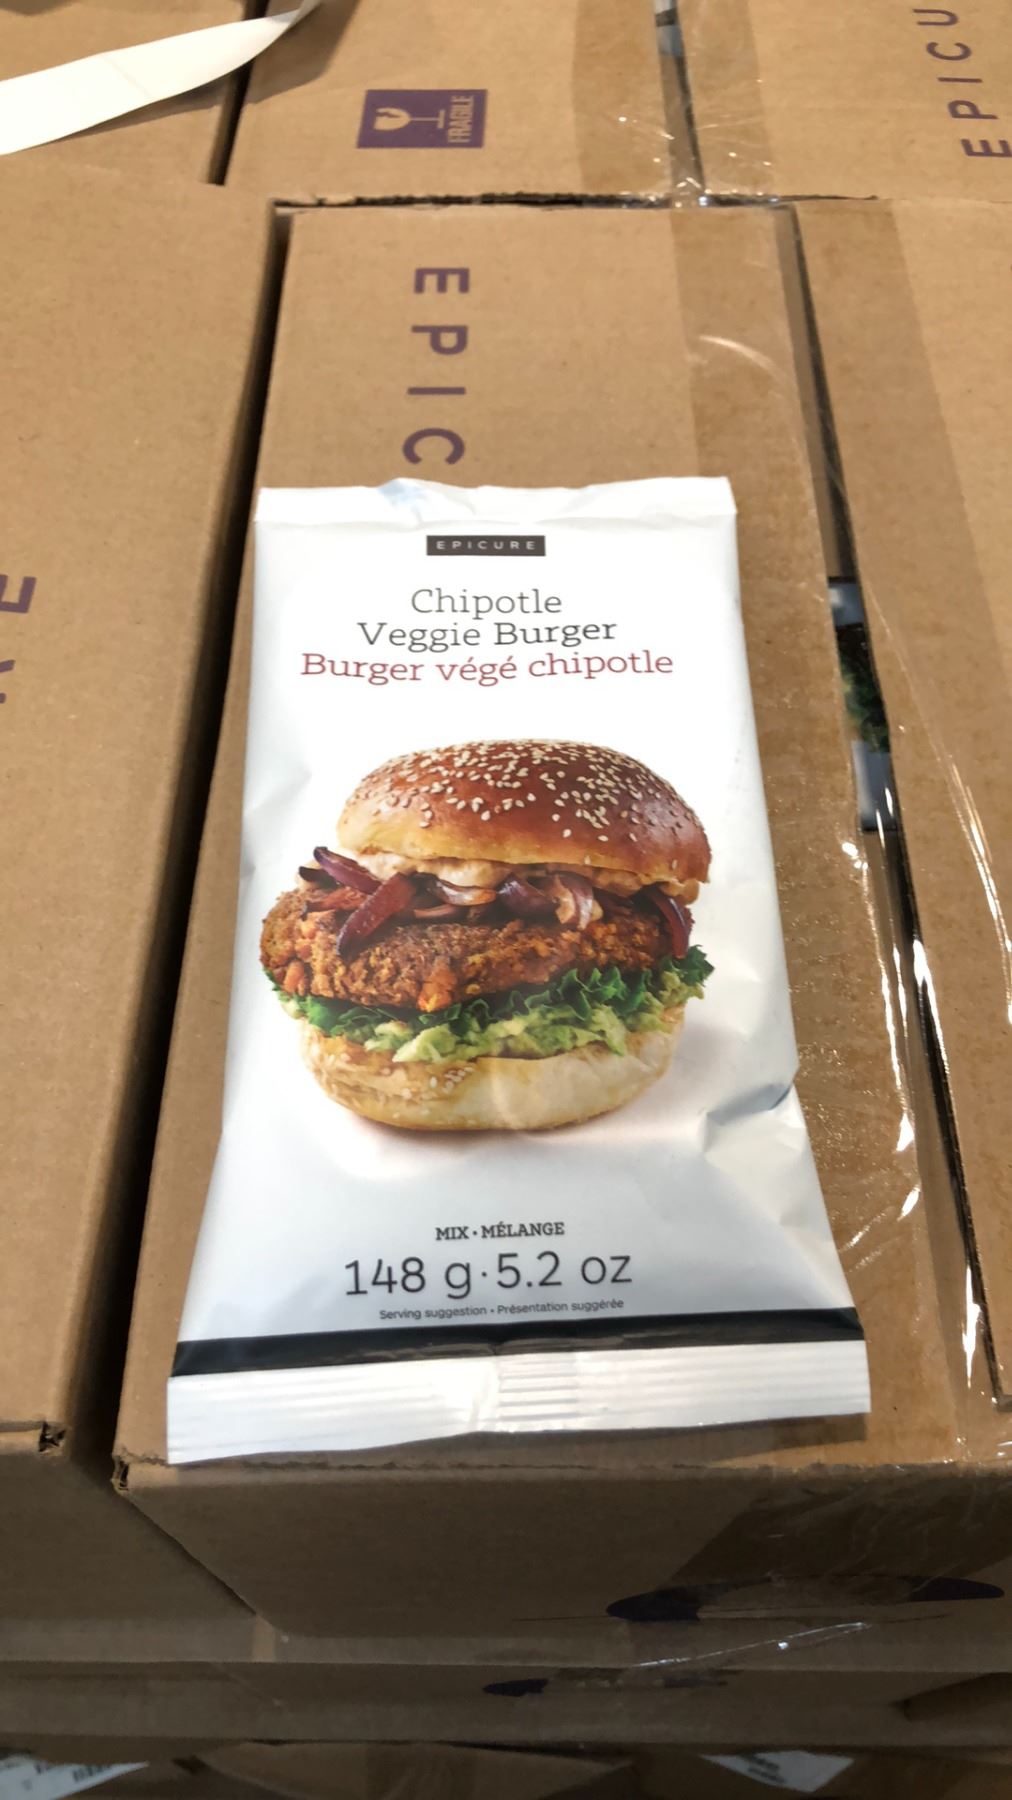 FRAGILE
EPICU
EPIC
EPICURE
Chipotle
Veggie Burger
Burger végé chipotle
MIX • MÉLANGE
148 g · 5.2 oz
Serving suggestion • Présentation suggérée